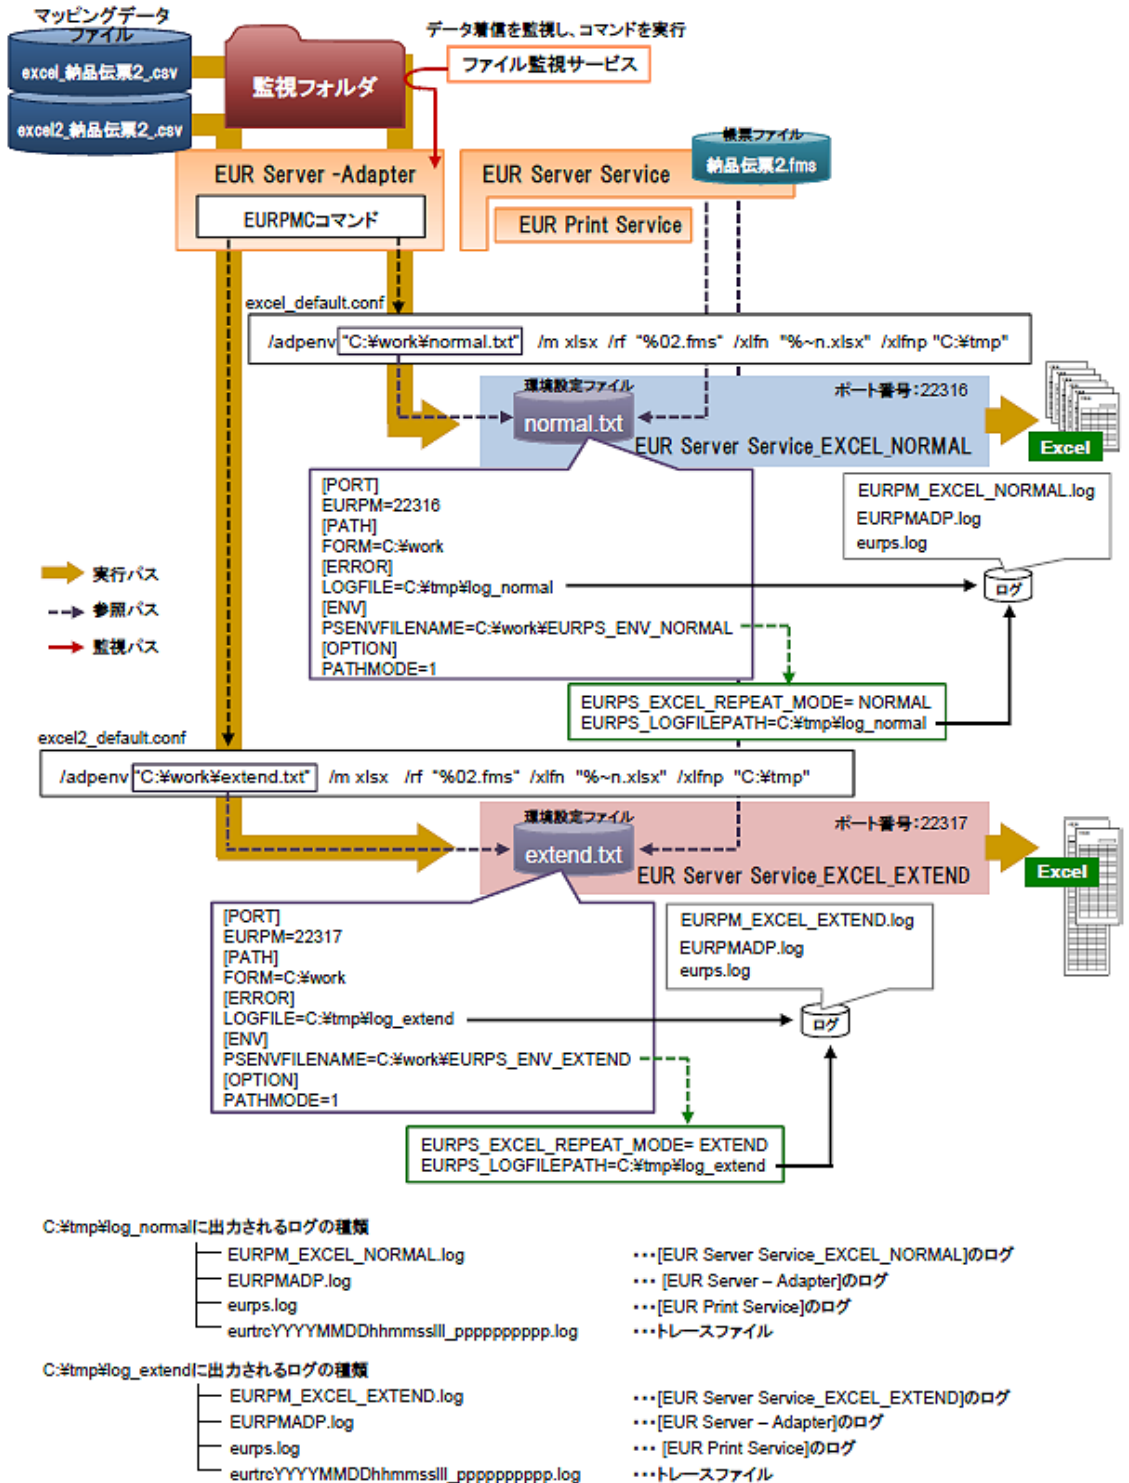 マッピングデータ
ファイル
excel_納品伝票2_.csv
excel2_納品伝票2_.csv
監視フォルダ
データ着信を監視し、コマンドを実行
ファイル監視サービス
EUR Server -Adapter
EURPMCコマンド
EUR Server Service
EUR Print Service
帳票ファイル
納品伝票2.fms
excel_default.conf
/adpenv "C:¥work¥normal.txt" /m xlsx /rf "%02.fms" /xlfn "%~n.xlsx" /xlfnp "C:¥tmp"
環境設定ファイル
normal.txt
ポート番号：22316
EUR Server Service_EXCEL_NORMAL
Excel
[PORT]
EURPM=22316
[PATH]
FORM=C:¥work
[ERROR]
LOGFILE=C:¥tmp¥log_normal
[ENV]
PSENVFILENAME=C:¥work¥EURPS_ENV_NORMAL
[OPTION]
PATHMODE=1
EURPM_EXCEL_NORMAL.log
EURPMADP.log
eurps.log
ログ
実行パス
参照パス
監視パス
EURPS_EXCEL_REPEAT_MODE= NORMAL
EURPS_LOGFILEPATH=C:¥tmp¥log_normal
excel2_default.conf
/adpenv "C:¥work¥extend.txt" /m xlsx /rf "%02.fms" /xlfn "%~n.xlsx" /xlfnp "C:¥tmp"
環境設定ファイル
extend.txt
ポート番号：22317
EUR Server Service_EXCEL_EXTEND
Excel
[PORT]
EURPM=22317
[PATH]
FORM=C:¥work
[ERROR]
LOGFILE=C:¥tmp¥log_extend
[ENV]
PSENVFILENAME=C:¥work¥EURPS_ENV_EXTEND
[OPTION]
PATHMODE=1
EURPM_EXCEL_EXTEND.log
EURPMADP.log
eurps.log
ログ
EURPS_EXCEL_REPEAT_MODE= EXTEND
EURPS_LOGFILEPATH=C:¥tmp¥log_extend
C:¥tmp¥log_normalに出力されるログの種類
EURPM_EXCEL_NORMAL.log ･･･[EUR Server Service_EXCEL_NORMAL]のログ
EURPMADP.log ･･･ [EUR Server – Adapter]のログ
eurps.log ･･･[EUR Print Service]のログ
eurtrcYYYYMMDDhhmmsslll_pppppppppp.log ･･･トレースファイル
C:¥tmp¥log_extendに出力されるログの種類
EURPM_EXCEL_EXTEND.log ･･･[EUR Server Service_EXCEL_EXTEND]のログ
EURPMADP.log ･･･[EUR Server – Adapter]のログ
eurps.log ･･･ [EUR Print Service]のログ
eurtrcYYYYMMDDhhmmsslll_pppppppppp.log ･･･トレースファイル